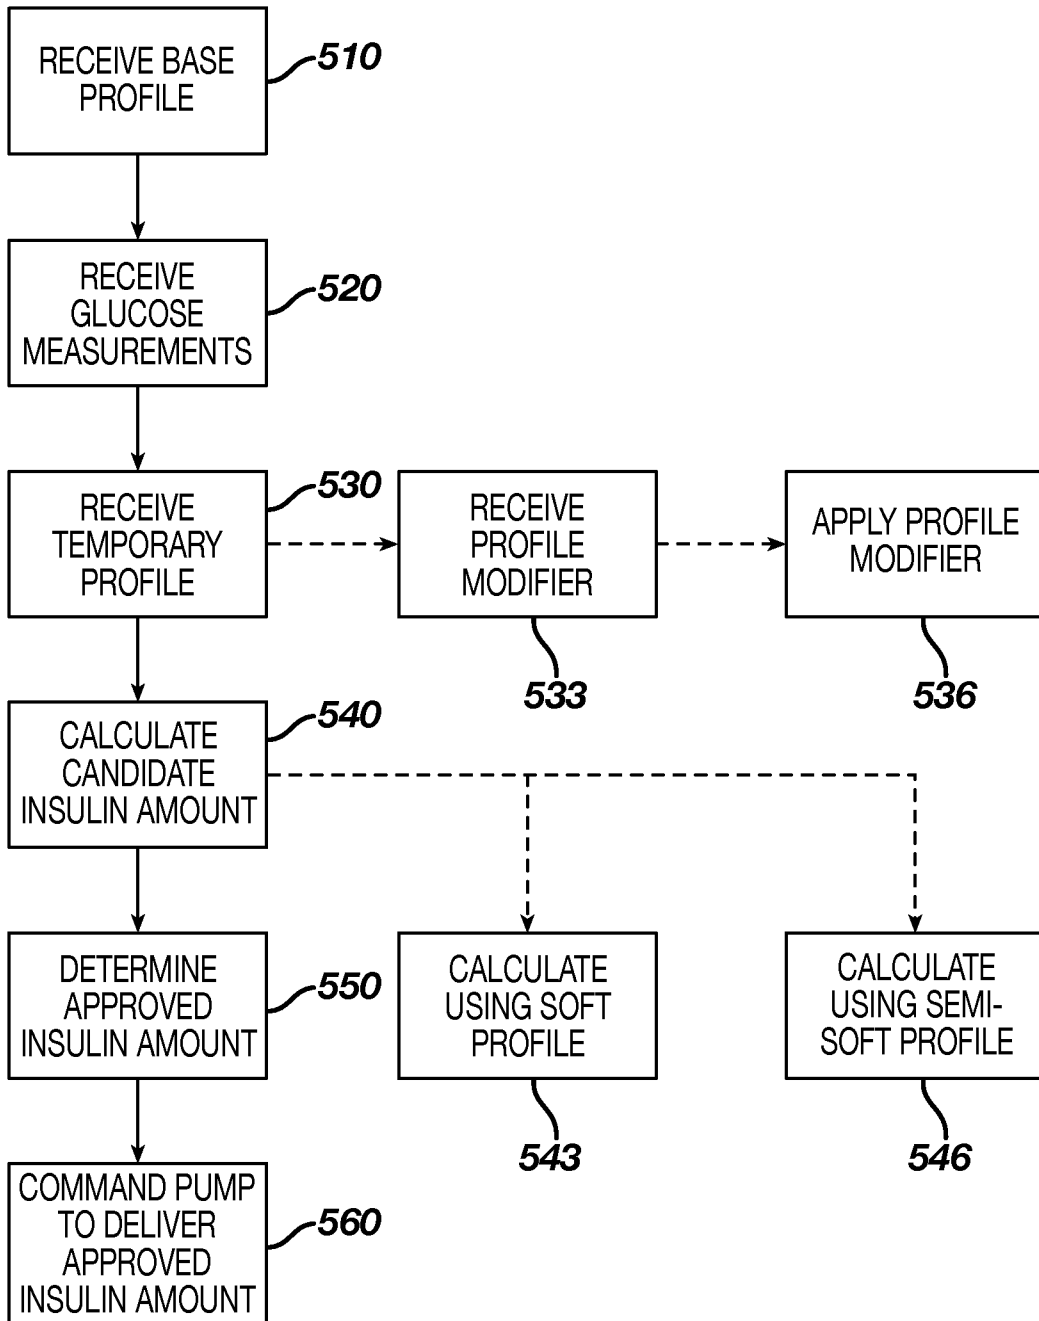 RECEIVE BASE
PROFILE
510
RECEIVE
GLUCOSE
MEASUREMENTS
520
RECEIVE
TEMPORARY
PROFILE
530
RECEIVE
PROFILE
MODIFIER
533
APPLY PROFILE
MODIFIER
536
CALCULATE
CANDIDATE
INSULIN AMOUNT
540
DETERMINE
APPROVED
INSULIN AMOUNT
550
CALCULATE
USING SOFT
PROFILE
543
CALCULATE
USING SEMI-
SOFT PROFILE
546
COMMAND PUMP
TO DELIVER
APPROVED
INSULIN AMOUNT
560